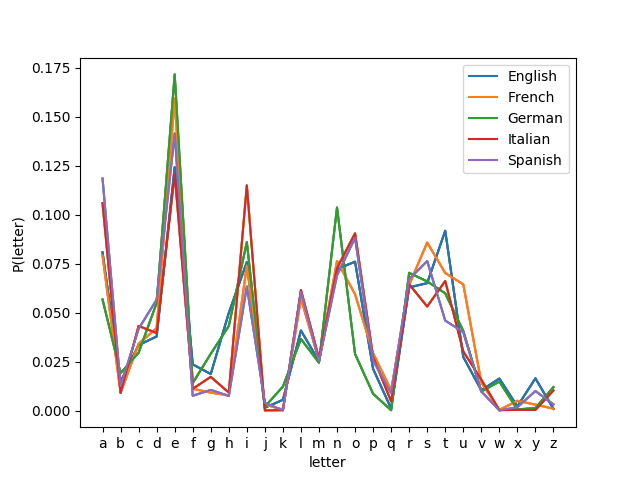 0.175
0.150
0.125
0.100
0.075
0.050
0.025
0.000
P(letter)
English
French
German
Italian
Spanish
a b c d e f g h i j k l m n o p q r s t u v w x y z
letter